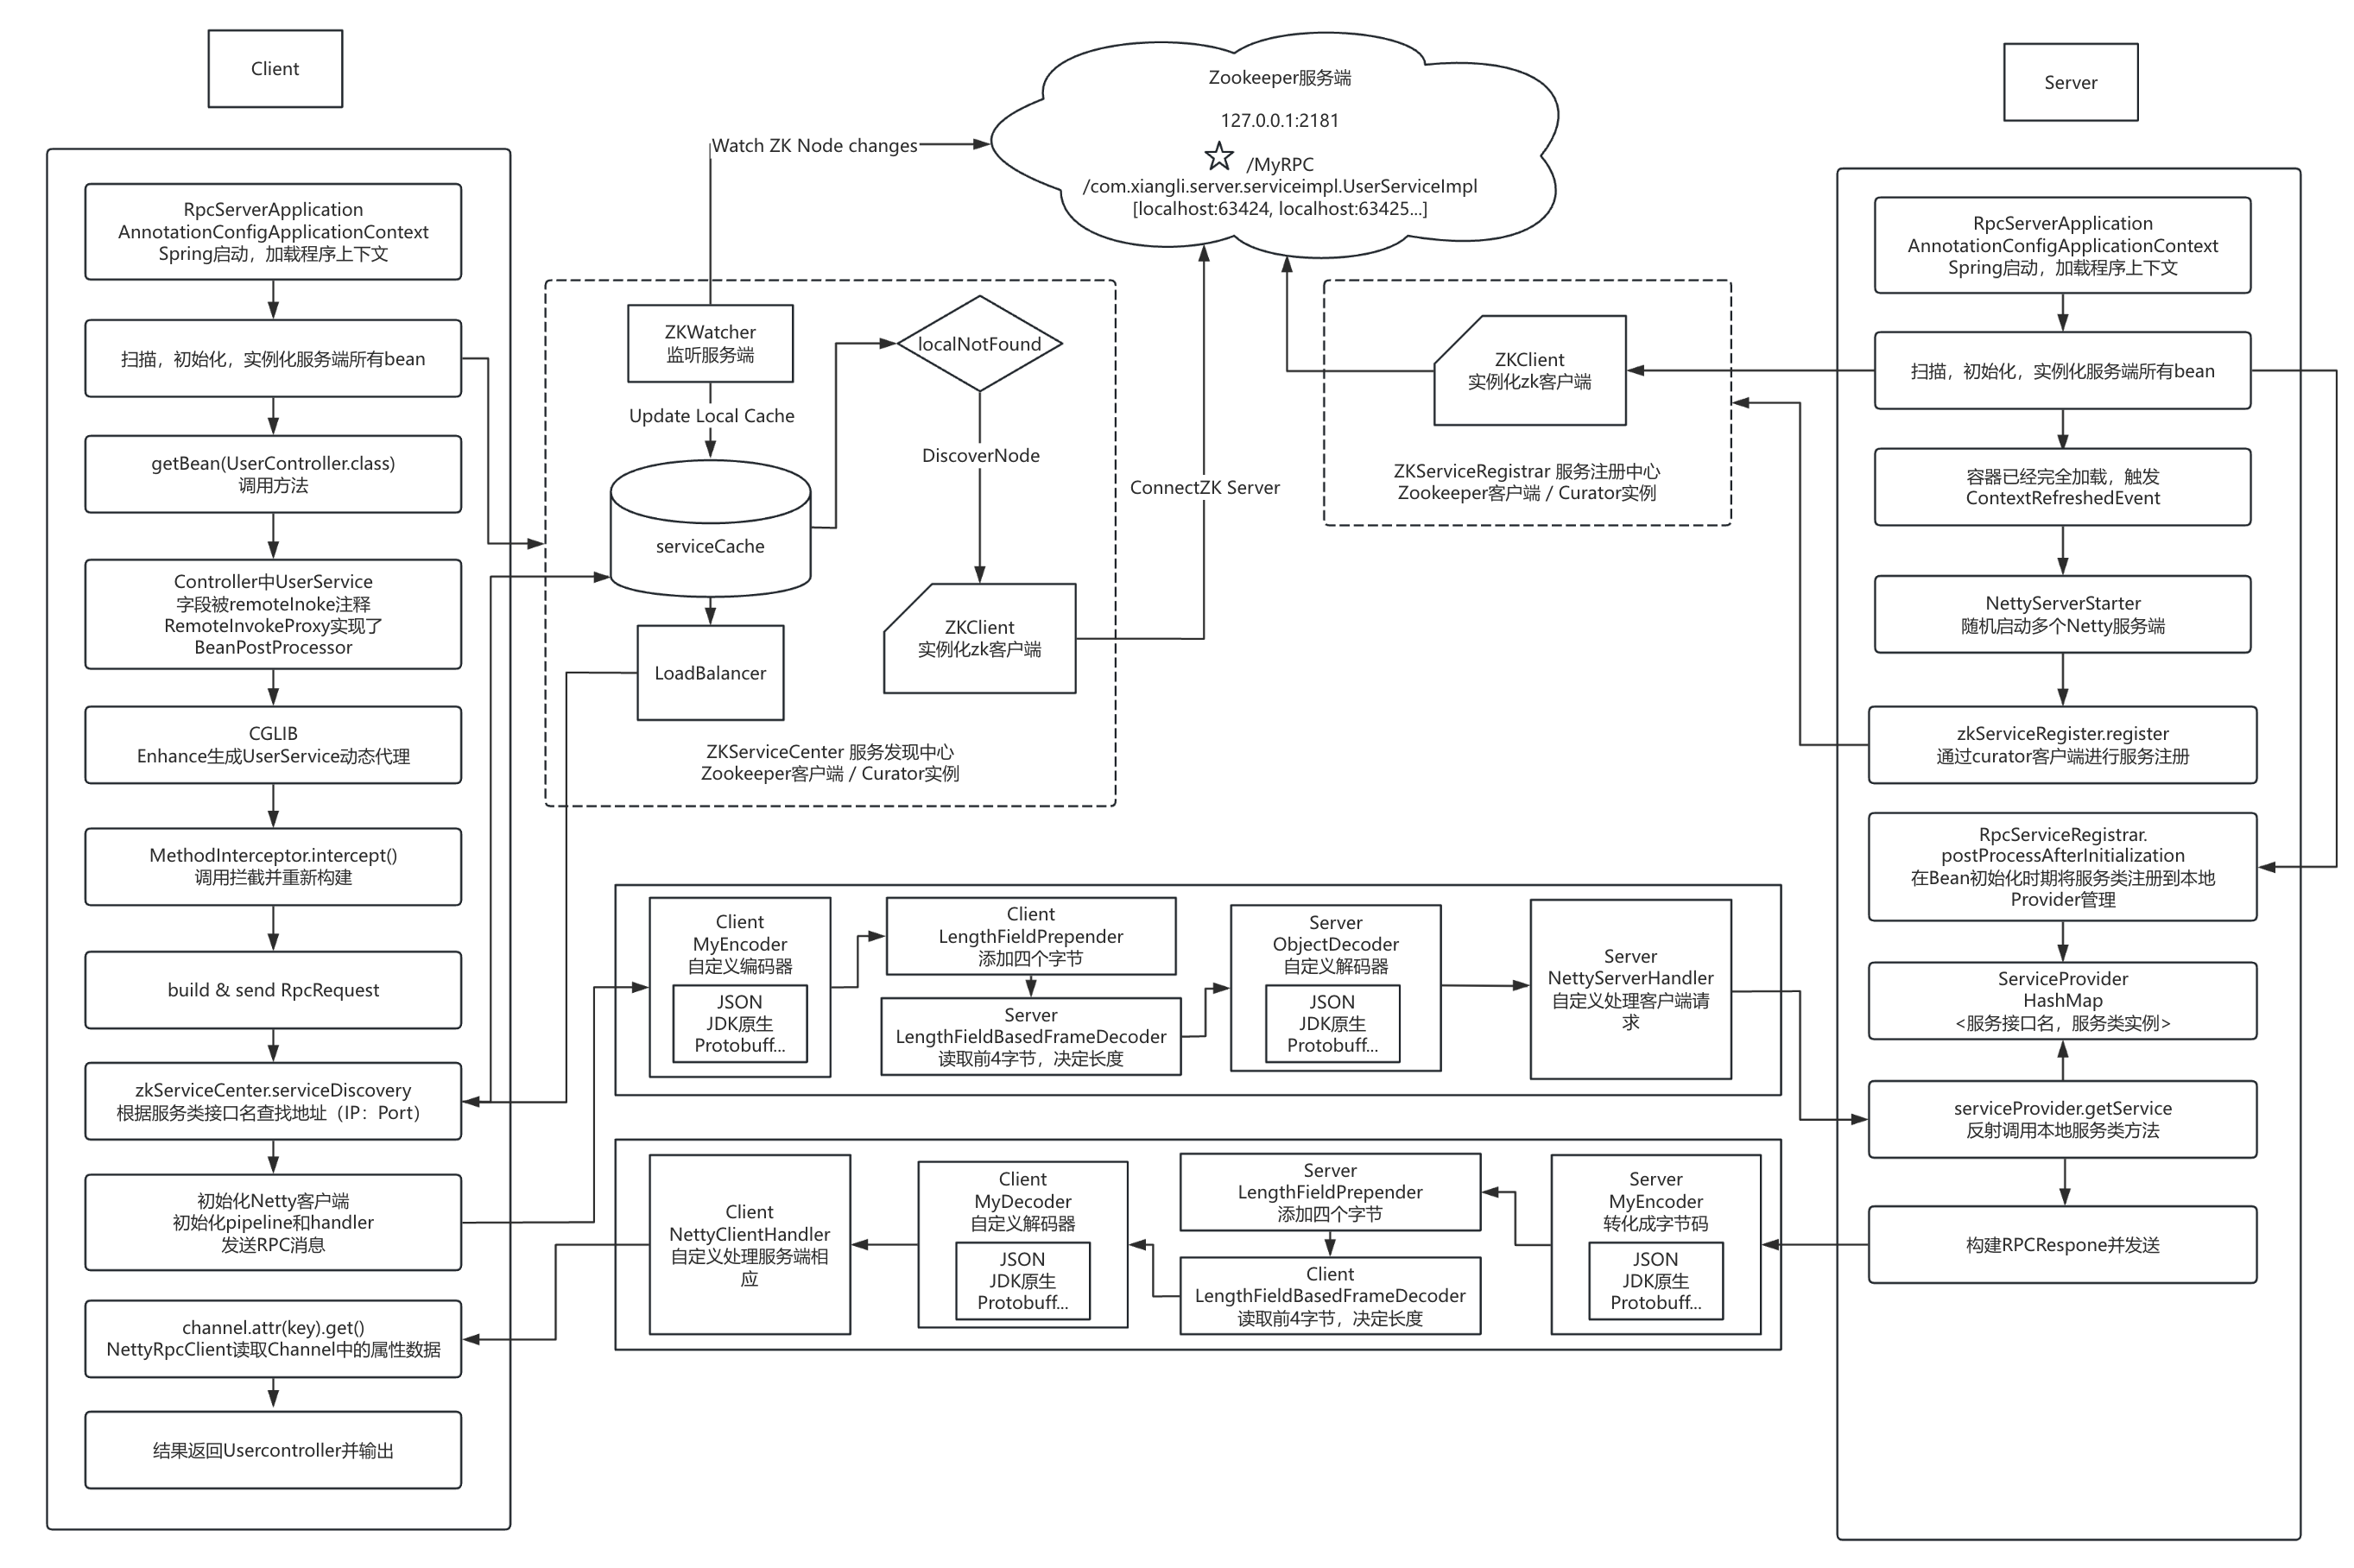 Client
RpcServerApplication
AnnotationConfigApplicationContext
Spring启动，加载程序上下文
扫描，初始化，实例化服务端所有bean
getBean(UserController.class)
调用方法
Controller中UserService
字段被remoteInoke注释
RemoteInvokeProxy实现了
BeanPostProcessor
CGLIB
Enhance生成UserService动态代理
MethodInterceptor.intercept()
调用拦截并重新构建
build & send RpcRequest
zkServiceCenter.serviceDiscovery
根据服务类接口名查找地址（IP：Port）
初始化Netty客户端
初始化pipeline和handler
发送RPC消息
channel.attr(key).get()
NettyRpcClient读取Channel中的属性数据
结果返回Usercontroller并输出
Zookeeper服务端
127.0.0.1:2181
/MyRPC
/com.xiangli.server.serviceimpl.UserServiceImpl
[localhost:63424, localhost:63425...]
Watch ZK Node changes
ZKWatcher
监听服务端
Update Local Cache
serviceCache
LoadBalancer
localNotFound
DiscoverNode
ZKClient
实例化zk客户端
ZKServiceCenter 服务发现中心
Zookeeper客户端 / Curator实例
ConnectZK Server
ZKClient
实例化zk客户端
ZKServiceRegistrar 服务注册中心
Zookeeper客户端 / Curator实例
Client
MyEncoder
自定义编码器
JSON
JDK原生
Protobuff...
Client
LengthFieldPrepender
添加四个字节
Server
LengthFieldBasedFrameDecoder
读取前4字节，决定长度
Server
ObjectDecoder
自定义解码器
JSON
JDK原生
Protobuff...
Server
NettyServerHandler
自定义处理客户端请
求
Client
NettyClientHandler
自定义处理服务端相
应
Client
MyDecoder
自定义解码器
JSON
JDK原生
Protobuff...
Server
LengthFieldPrepender
添加四个字节
Client
LengthFieldBasedFrameDecoder
读取前4字节，决定长度
Server
MyEncoder
转化成字节码
JSON
JDK原生
Protobuff...
Server
RpcServerApplication
AnnotationConfigApplicationContext
Spring启动，加载程序上下文
扫描，初始化，实例化服务端所有bean
容器已经完全加载，触发
ContextRefreshedEvent
NettyServerStarter
随机启动多个Netty服务端
zkServiceRegister.register
通过curator客户端进行服务注册
RpcServiceRegistrar.
postProcessAfterInitialization
在Bean初始化时期将服务类注册到本地
Provider管理
ServiceProvider
HashMap
<服务接口名，服务类实例>
serviceProvider.getService
反射调用本地服务类方法
构建RPCRespone并发送